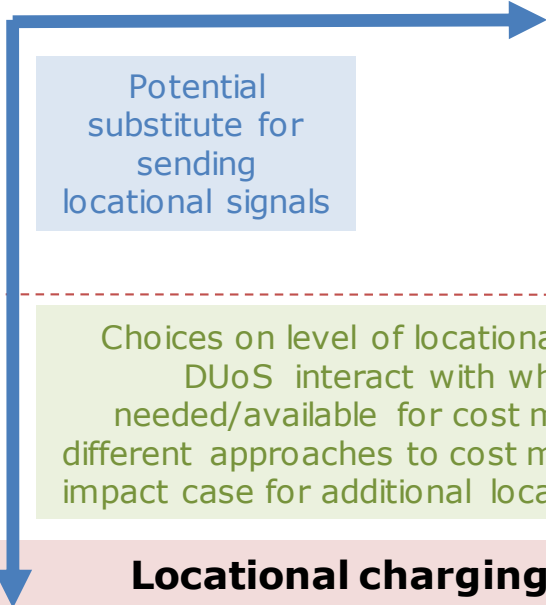 Potential
substitute for
sending
locational signals
Choices on level of locationa
DUoS interact with wh
needed/available for cost m
different approaches to cost m
impact case for additional loca
Locational charging